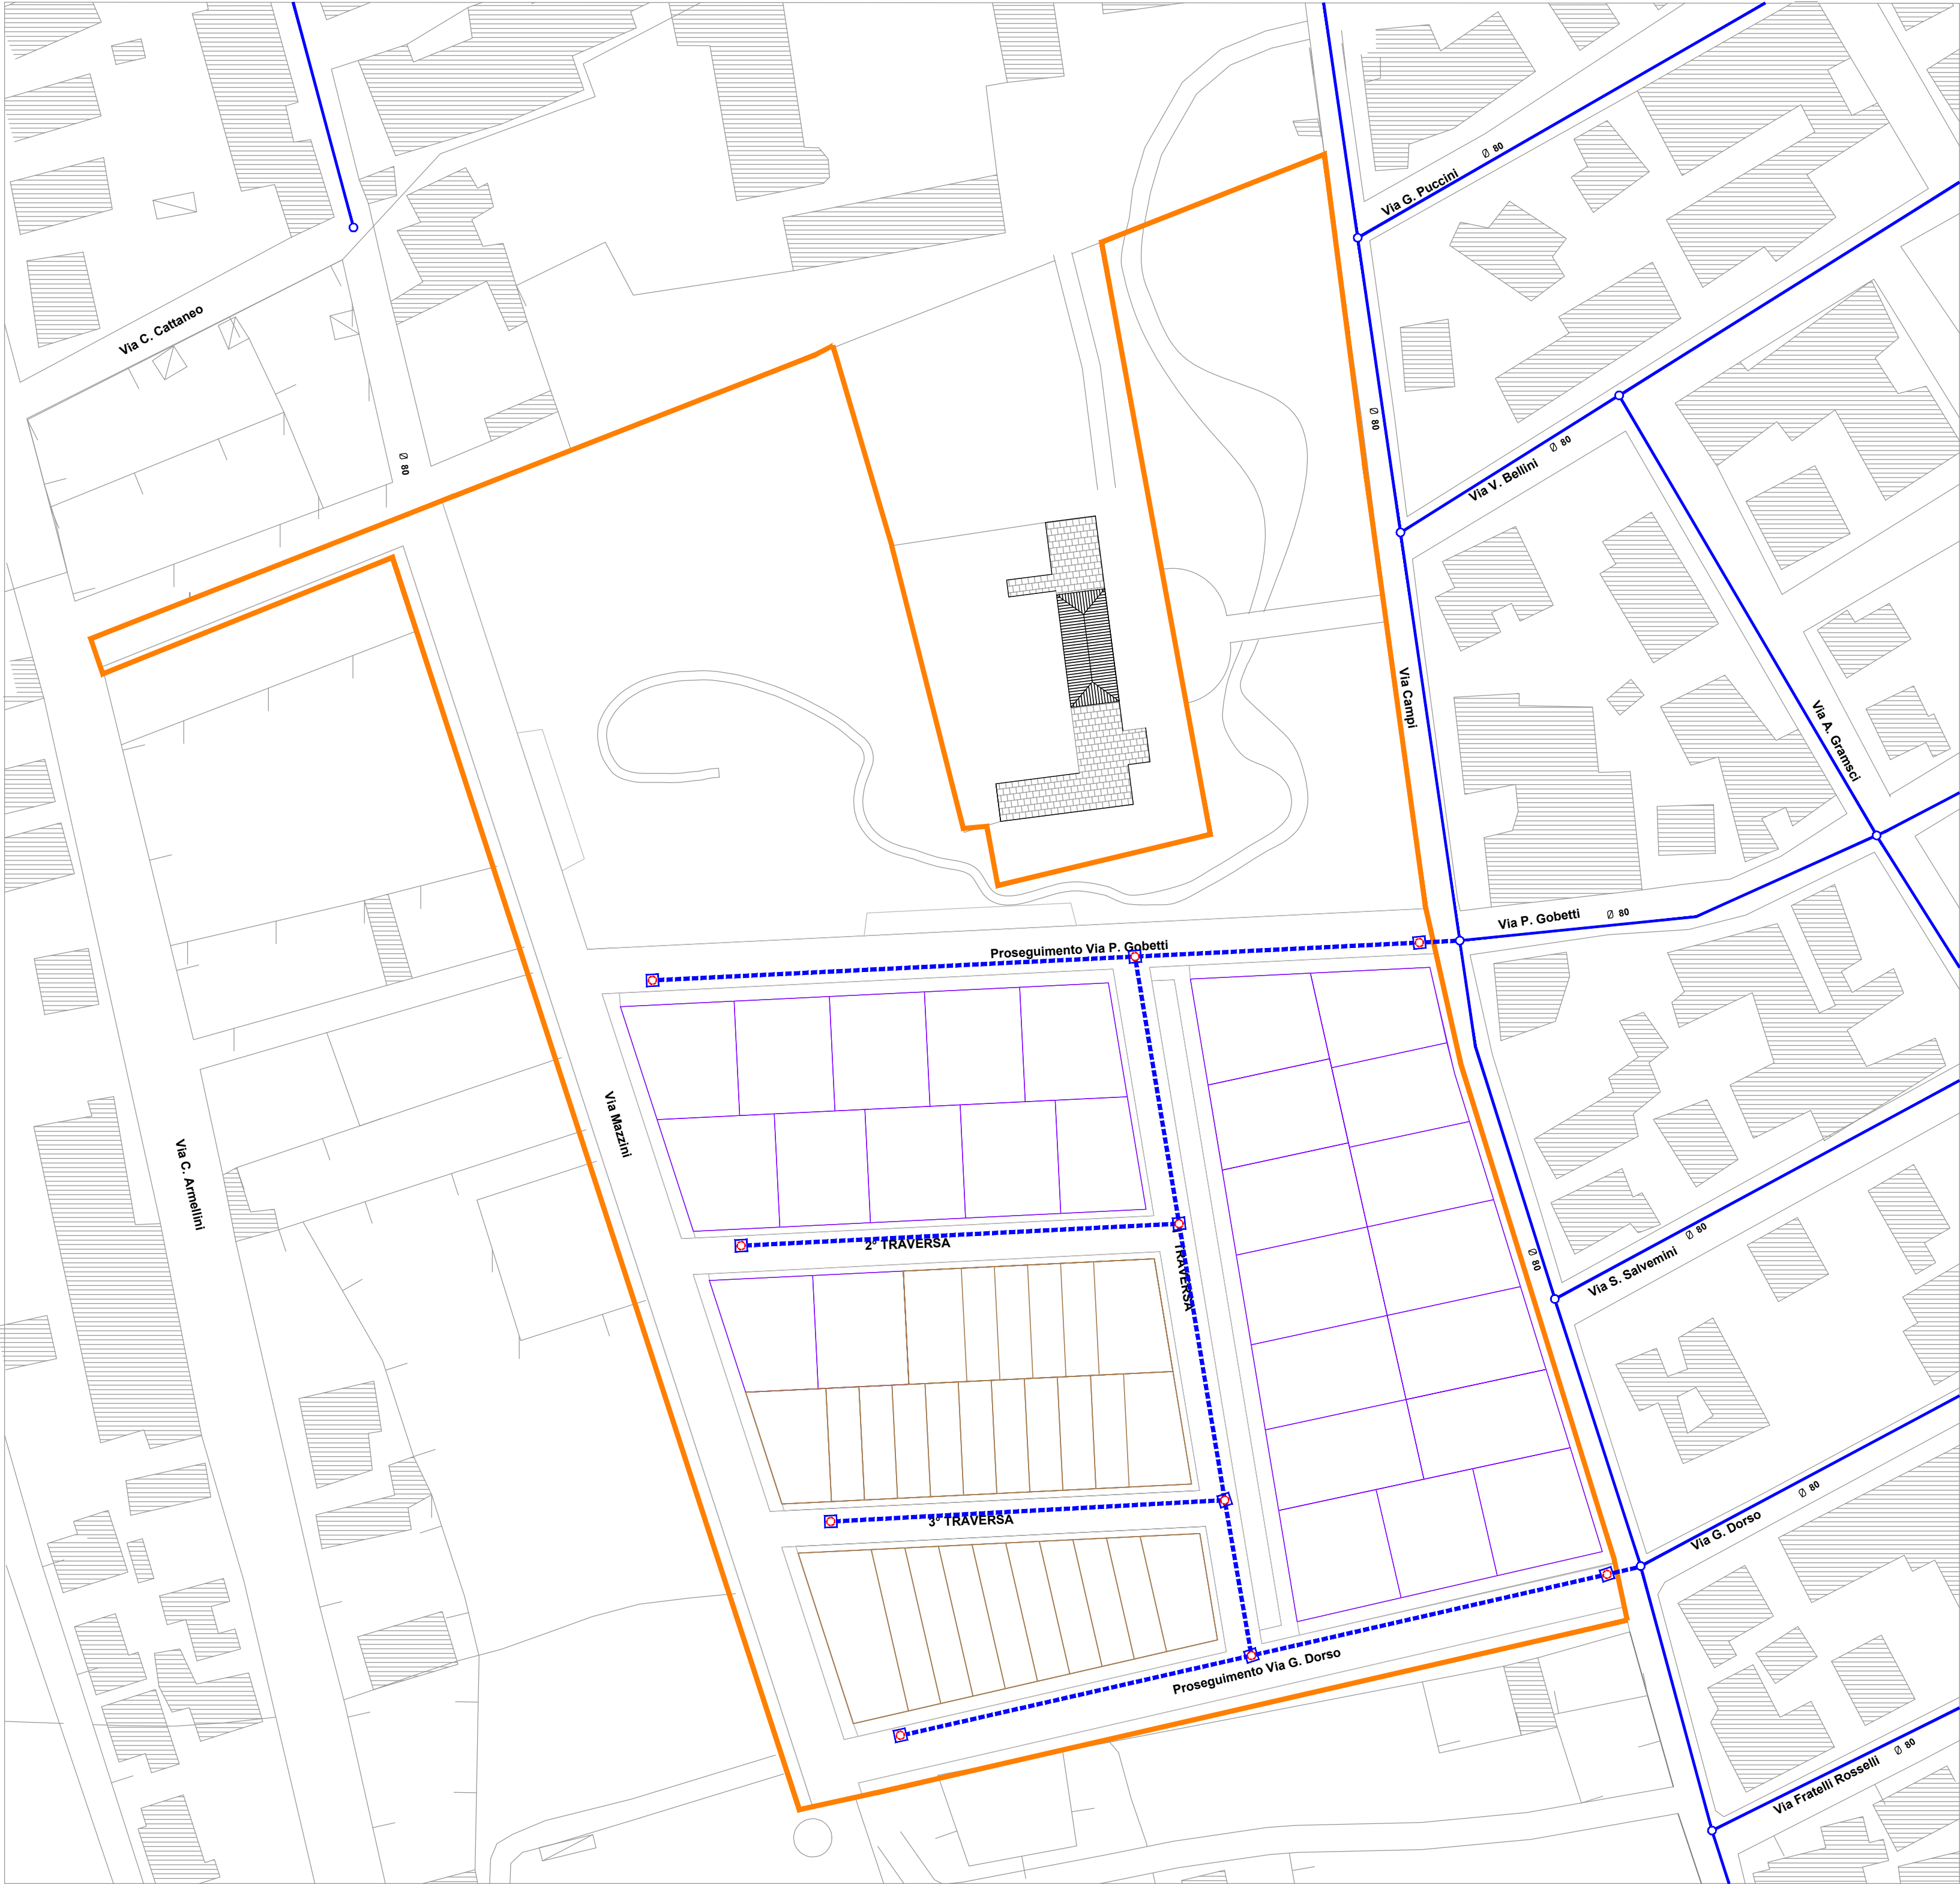 Via G. Puccini
Ø 80
Via C. Cattaneo
Ø 80
Ø 80
Via V. Bellini
Ø 80
Via Campi
Via A. Gramsci
Via P. Gobetti
Ø 80
Proseguimento Via P. Gobetti
Via Mazzini
Via C. Armellini
2° TRAVERSA
TRAVERSA
Ø 80
Via S. Salvemini
Ø 80
3° TRAVERSA
Via G. Dorso
Ø 80
Proseguimento Via G. Dorso
Via Fratelli Rosselli
Ø 80